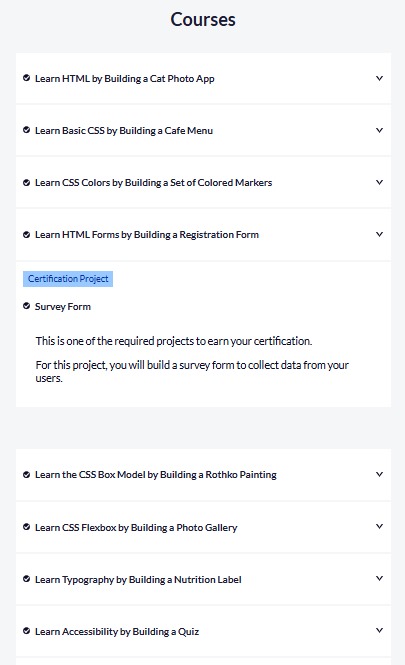 Courses
Learn HTML by Building a Cat Photo App
Learn Basic CSS by Building a Cafe Menu
Learn CSS Colors by Building a Set of Colored Markers
Learn HTML Forms by Building a Registration Form
Certification Project
Survey Form
This is one of the required projects to earn your certification.
For this project, you will build a survey form to collect data from your
users.
Learn the CSS Box Model by Building a Rothko Painting
Learn CSS Flexbox by Building a Photo Gallery
Learn Typography by Building a Nutrition Label
Learn Accessibility by Building a Quiz